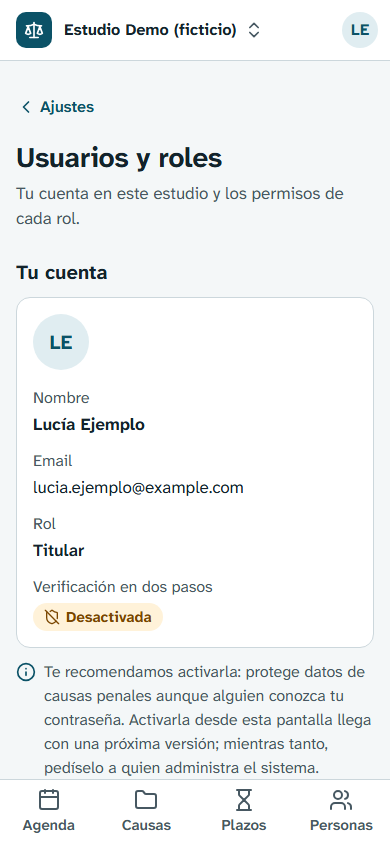 Estudio Demo (ficticio)
LE
Ajustes
Usuarios y roles
Tu cuenta en este estudio y los permisos de
cada rol.
Tu cuenta
LE
Nombre
Lucía Ejemplo
Email
lucia.ejemplo@example.com
Rol
Titular
Verificación en dos pasos
Desactivada
Te recomendamos activarla: protege datos de
causas penales aunque alguien conozca tu
contraseña. Activarla desde esta pantalla llega
con una próxima versión; mientras tanto,
pedíselo a quien administra el sistema.
Agenda
Causas
Plazos
Personas